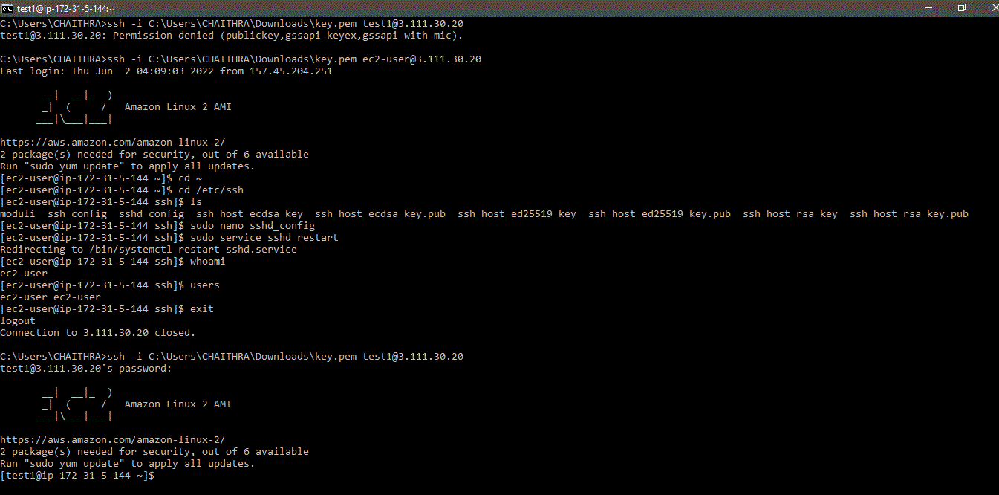 test1@ip-172-31-5-144:~
C:\Users\CHAITHRA>ssh -i C:\Users\CHAITHRA\Downloads\key.pem test1@3.111.30.20
test1@3.111.30.20: Permission denied (publickey,gssapi-keyex,gssapi-with-mic).
C:\Users\CHAITHRA>ssh -i C:\Users\CHAITHRA\Downloads\key.pem ec2-user@3.111.30.20
Last login: Thu Jun  2 04:09:03 2022 from 157.45.204.251
       __|  __|_  )
       _|  (     /   Amazon Linux 2 AMI
      ___|\___|___|
https://aws.amazon.com/amazon-linux-2/
2 package(s) needed for security, out of 6 available
Run "sudo yum update" to apply all updates.
[ec2-user@ip-172-31-5-144 ~]$ cd ~
[ec2-user@ip-172-31-5-144 ~]$ cd /etc/ssh
[ec2-user@ip-172-31-5-144 ssh]$ ls
moduli  ssh_config  sshd_config  ssh_host_ecdsa_key  ssh_host_ecdsa_key.pub  ssh_host_ed25519_key  ssh_host_ed25519_key.pub  ssh_host_rsa_key  ssh_host_rsa_key.pub
[ec2-user@ip-172-31-5-144 ssh]$ sudo nano sshd_config
[ec2-user@ip-172-31-5-144 ssh]$ sudo service sshd restart
Redirecting to /bin/systemctl restart sshd.service
[ec2-user@ip-172-31-5-144 ssh]$ whoami
ec2-user
[ec2-user@ip-172-31-5-144 ssh]$ users
ec2-user ec2-user
[ec2-user@ip-172-31-5-144 ssh]$ exit
logout
Connection to 3.111.30.20 closed.
C:\Users\CHAITHRA>ssh -i C:\Users\CHAITHRA\Downloads\key.pem test1@3.111.30.20
test1@3.111.30.20's password:
       __|  __|_  )
       _|  (     /   Amazon Linux 2 AMI
      ___|\___|___|
https://aws.amazon.com/amazon-linux-2/
2 package(s) needed for security, out of 6 available
Run "sudo yum update" to apply all updates.
[test1@ip-172-31-5-144 ~]$